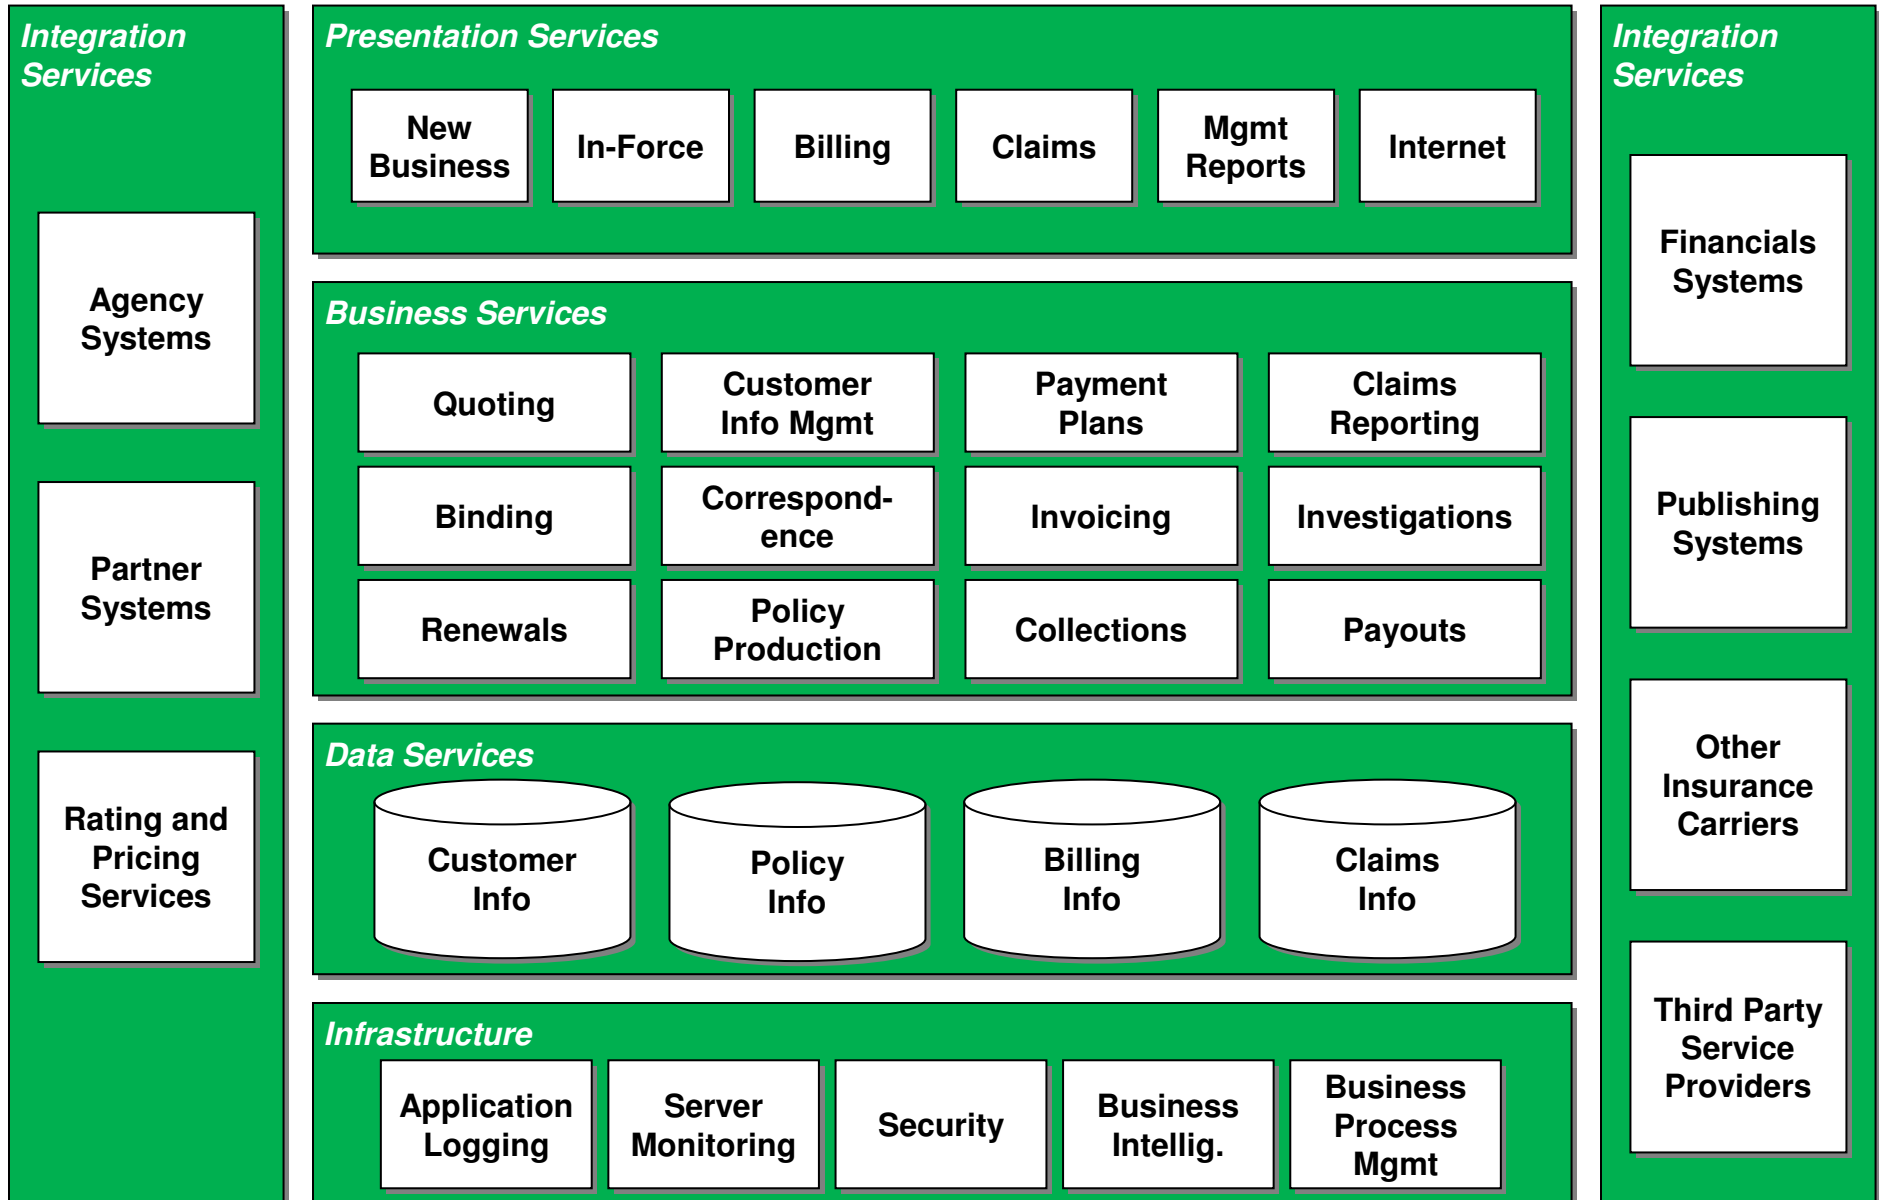 Integration
Services
Agency
Systems
Partner
Systems
Rating and
Pricing
Services
Presentation Services
New
Business
In-Force
Billing
Claims
Mgmt
Reports
Internet
Business Services
Quoting
Customer
Info Mgmt
Payment
Plans
Claims
Reporting
Binding
Correspond-
ence
Invoicing
Investigations
Renewals
Policy
Production
Collections
Payouts
Data Services
Customer
Info
Policy
Info
Billing
Info
Claims
Info
Infrastructure
Application
Logging
Server
Monitoring
Security
Business
Intellig.
Business
Process
Mgmt
Integration
Services
Financials
Systems
Publishing
Systems
Other
Insurance
Carriers
Third Party
Service
Providers